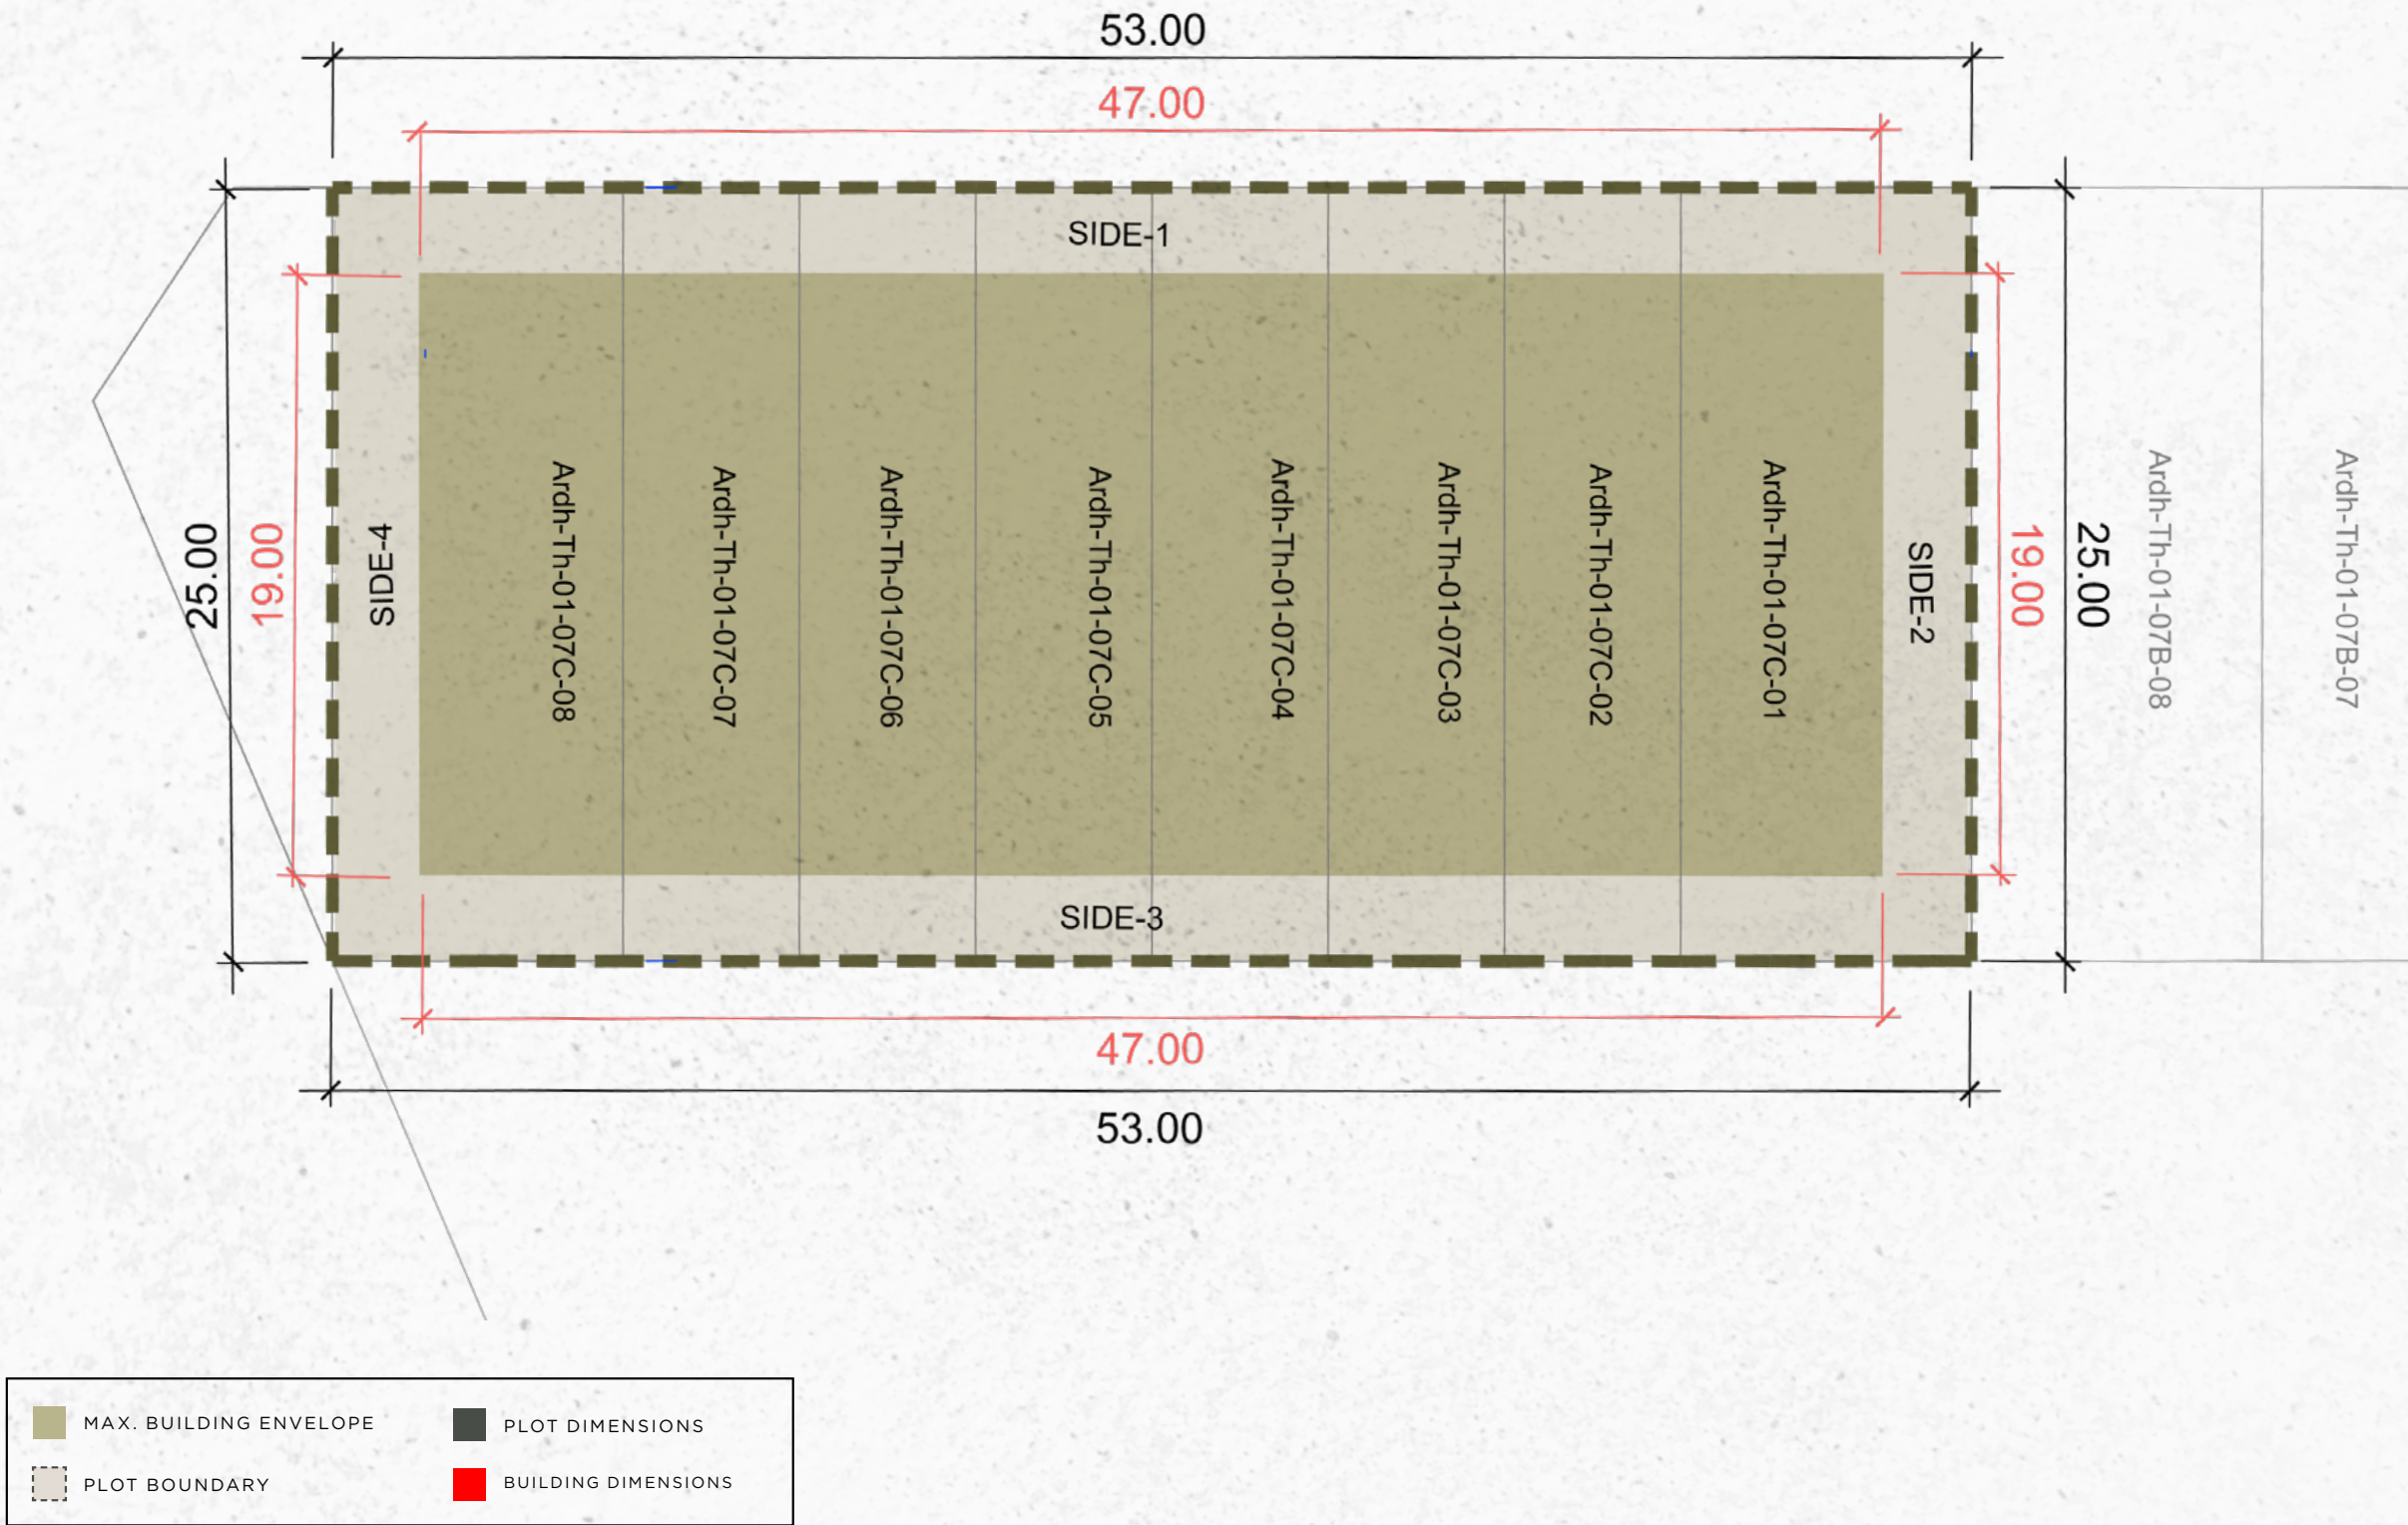 53.00
47.00
SIDE-1
25.00
19.00
SIDE-4
Ardh-Th-01-07C-08
Ardh-Th-01-07C-07
Ardh-Th-01-07C-06
Ardh-Th-01-07C-05
Ardh-Th-01-07C-04
Ardh-Th-01-07C-03
Ardh-Th-01-07C-02
Ardh-Th-01-07C-01
SIDE-2
19.00
25.00
Ardh-Th-01-07B-08
Ardh-Th-01-07B-07
SIDE-3
47.00
53.00
MAX. BUILDING ENVELOPE
PLOT DIMENSIONS
PLOT BOUNDARY
BUILDING DIMENSIONS